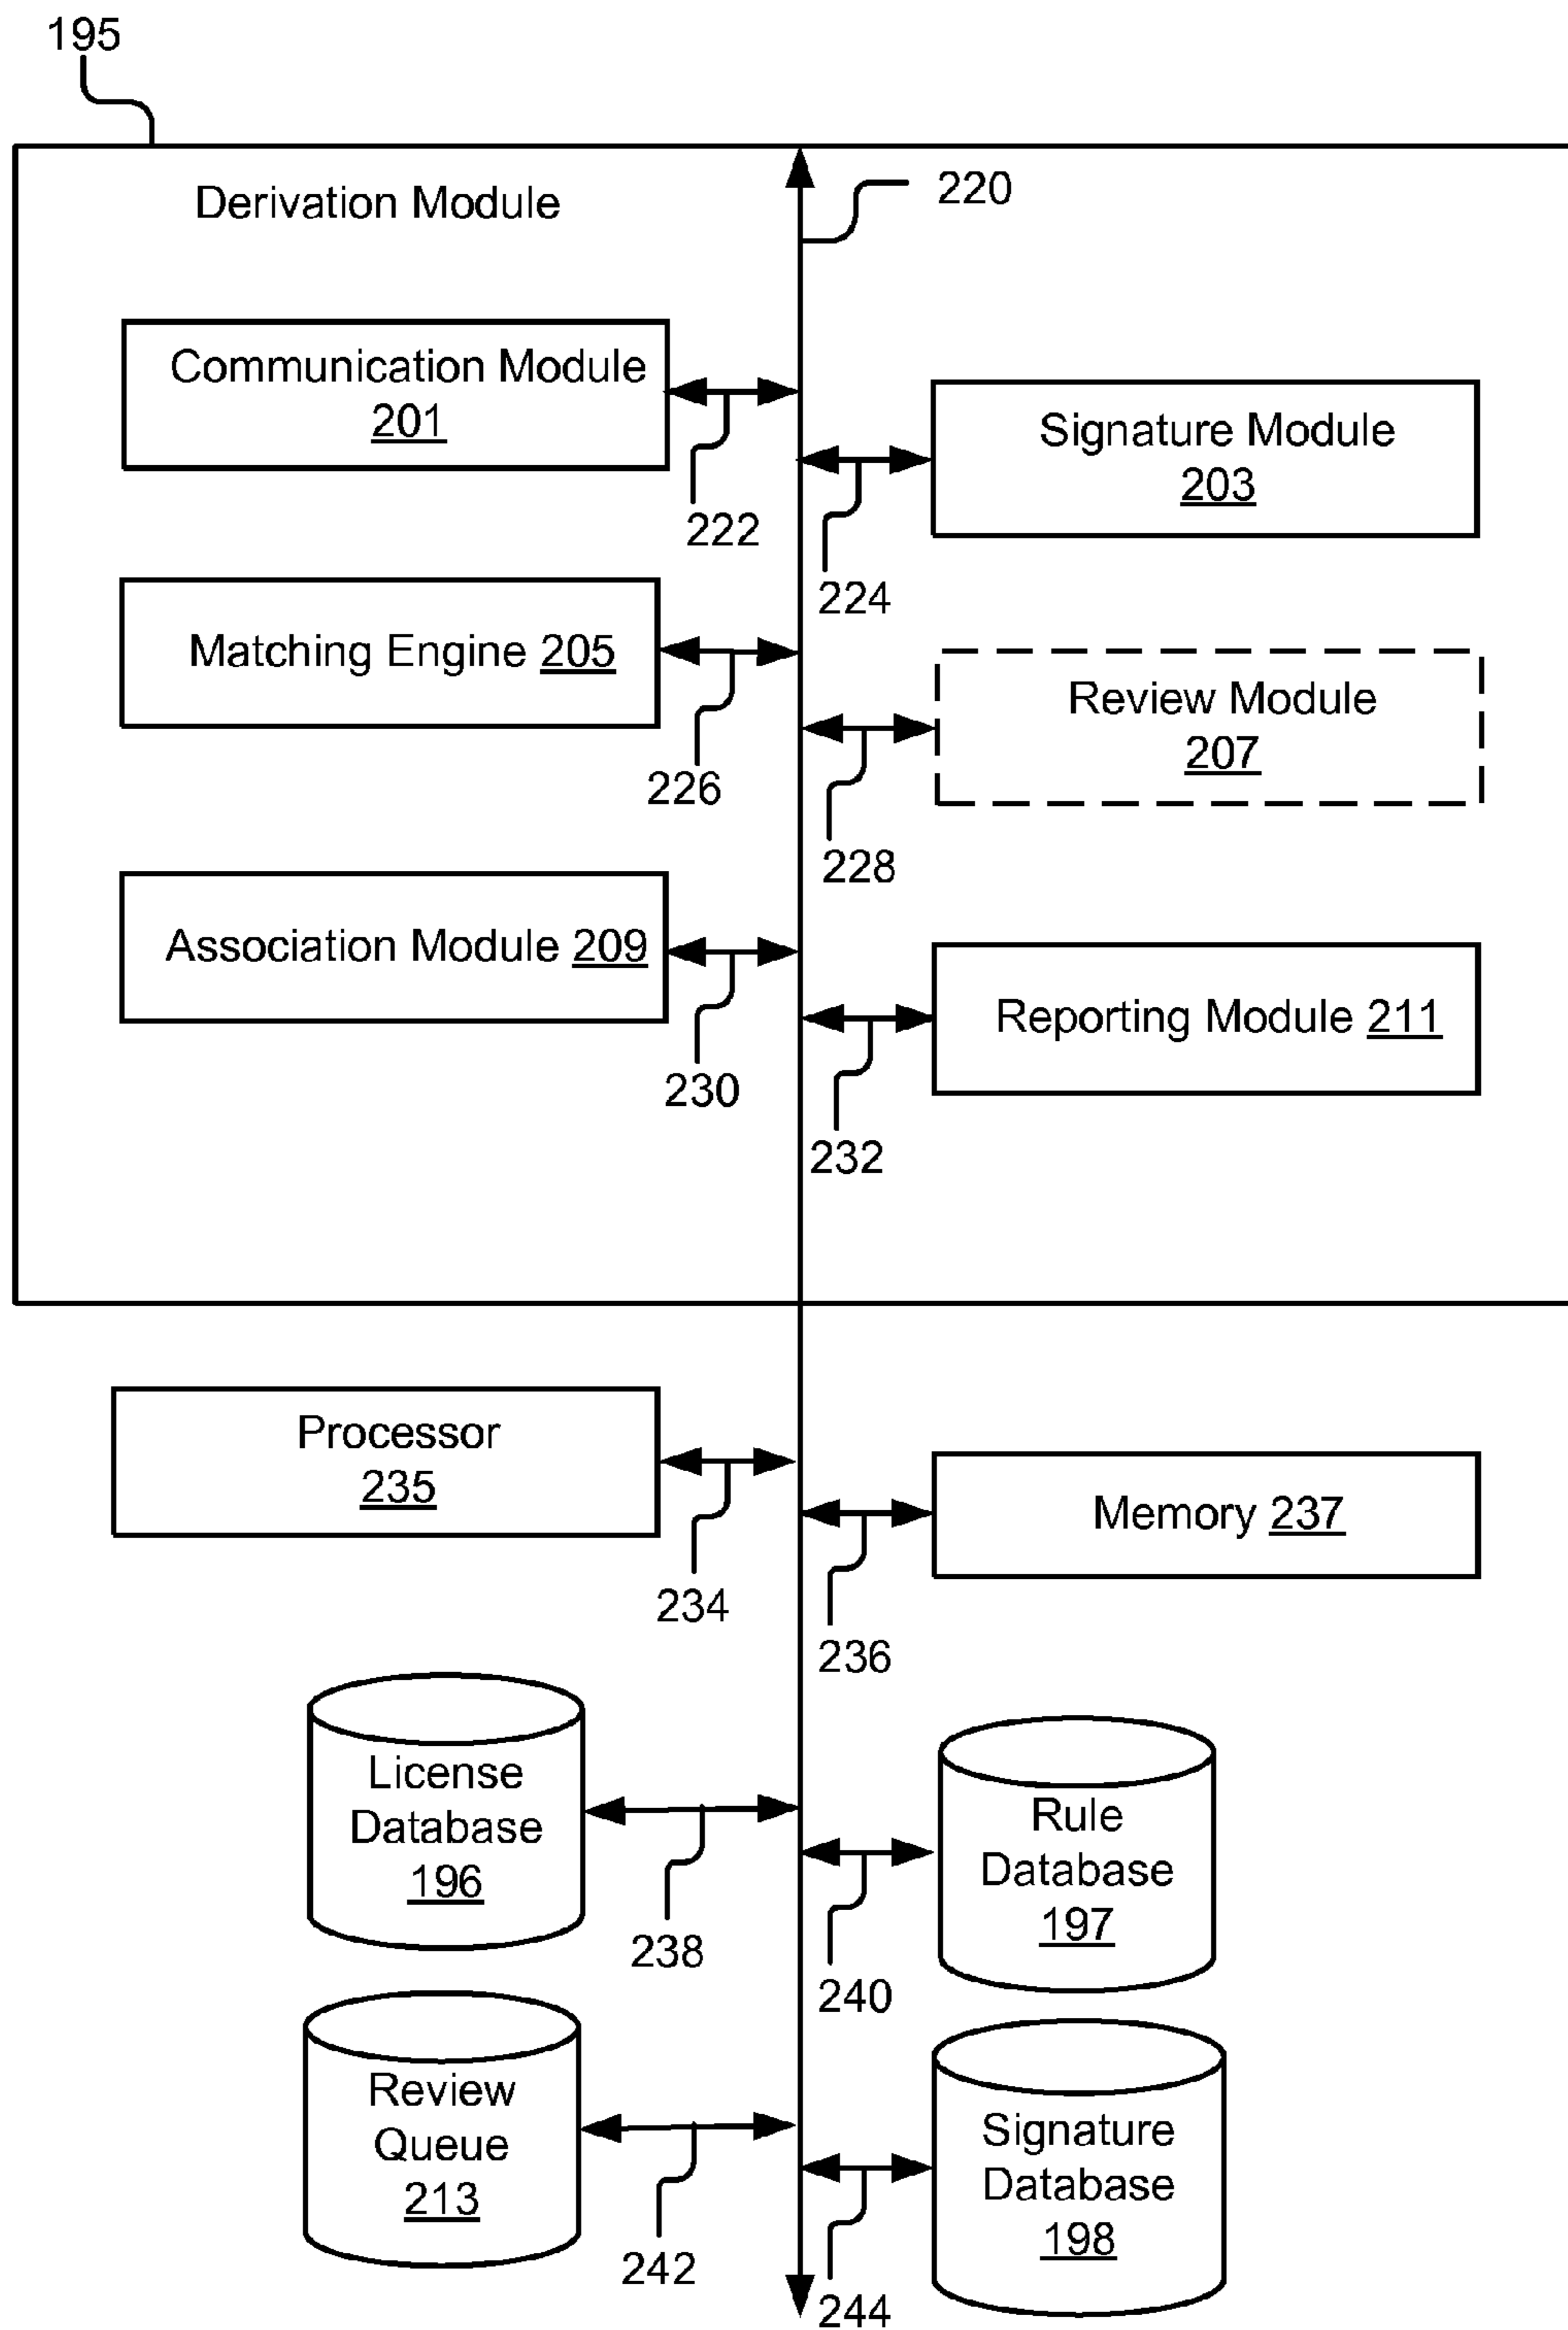 195
220
Derivation Module
Communication Module
201
222
Signature Module
203
224
Matching Engine 205
226
Review Module
207
228
Association Module 209
230
Reporting Module 211
232
Processor
235
234
Memory 237
236
License
Database
196
238
Rule
Database
197
240
Review
Queue
213
242
Signature
Database
198
244